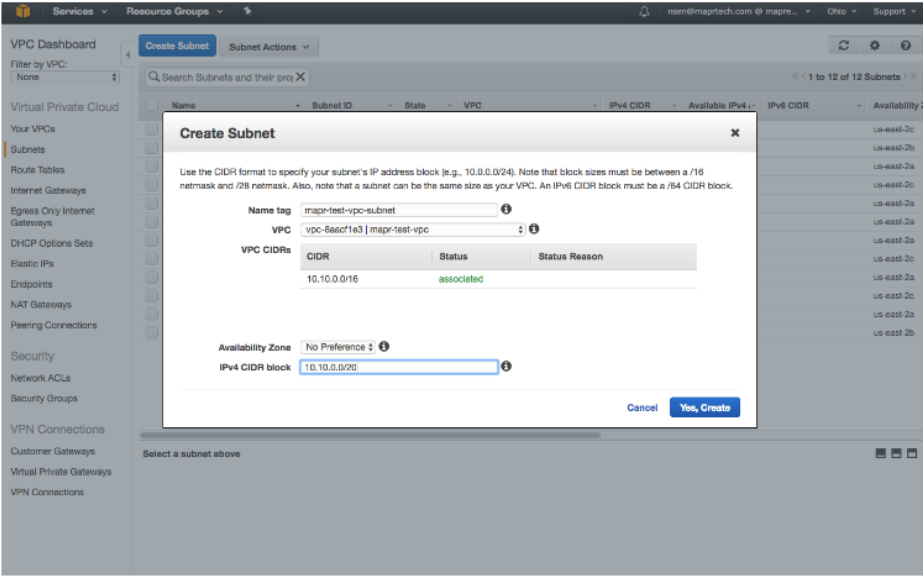 Services
Resource Groups
nsen@maprtech.com @ mapre...
Ohio
Support
VPC Dashboard
Filter by VPC:
None
Virtual Private Cloud
Your VPCs
Subnets
Route Tables
Internet Gateways
Egress Only Internet
Gateways
DHCP Options Sets
Elastic IPs
Endpoints
NAT Gateways
Peering Connections
Security
Network ACLs
Security Groups
VPN Connections
Customer Gateways
Virtual Private Gateways
VPN Connections
Create Subnet
Subnet Actions
Search Subnets and their prop
1 to 12 of 12 Subnets
Name Subnet ID State VPC IPv4 CIDR Available IPv4 IPv6 CIDR Availability Z
us-east-2c
us-east-2b
us-east-2a
us-east-2c
us-east-2a
us-east-2a
us-east-2a
us-east-2c
us-east-2a
us-east-2c
us-east-2a
us-east-2b
Create Subnet
Use the CIDR format to specify your subnet's IP address block (e.g., 10.0.0.0/24). Note that block sizes must be between a /16
netmask and /28 netmask. Also, note that a subnet can be the same size as your VPC. An IPv6 CIDR block must be a /64 CIDR block.
Name tag mapr-test-vpc-subnet
VPC vpc-8aacf1e3 | mapr-test-vpc
VPC CIDRs
CIDR Status Status Reason
10.10.0.0/16 associated
Availability Zone No Preference
IPv4 CIDR block 10.10.0.0/20
Cancel Yes, Create
Select a subnet above